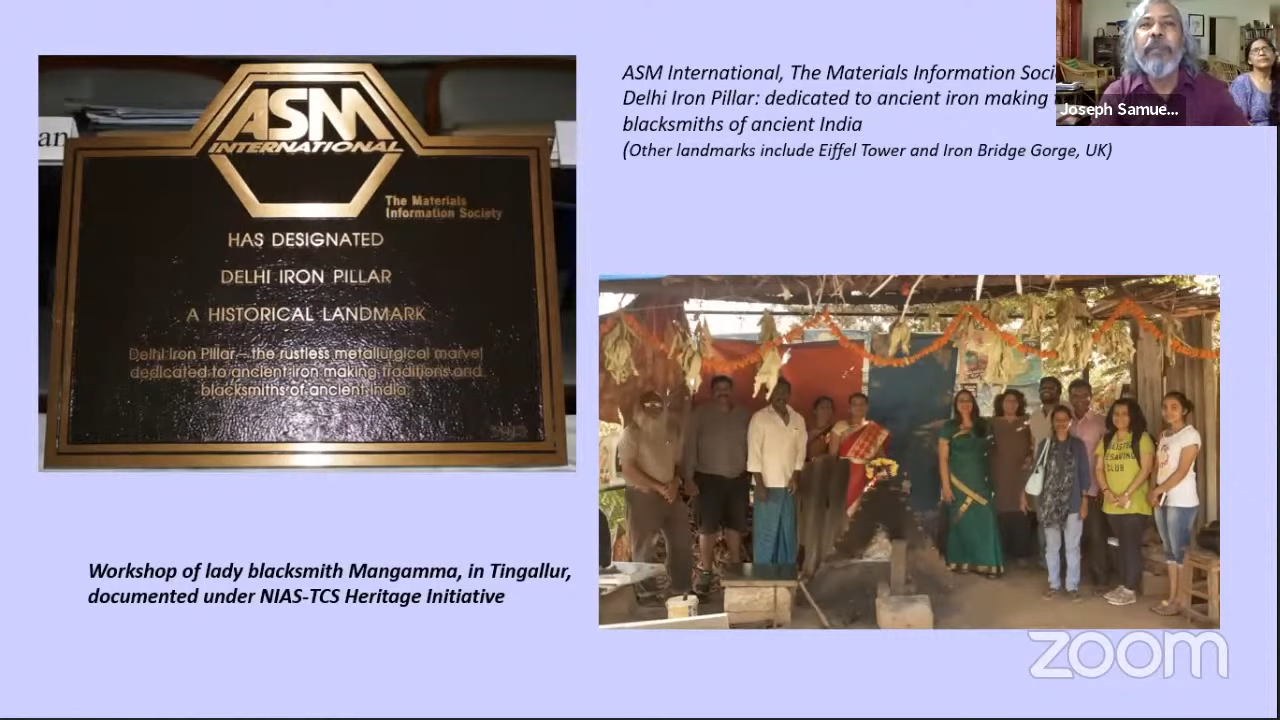 ASM
INTERNATIONAL
The Materials
Information Society
HAS DESIGNATED
DELHI IRON PILLAR
A HISTORICAL LANDMARK
Delhi Iron Pillar – the rustless metallurgical marvel
dedicated to ancient iron making traditions and
blacksmiths of ancient India
ASM International, The Materials Information Soci
Delhi Iron Pillar: dedicated to ancient iron making
blacksmiths of ancient India
(Other landmarks include Eiffel Tower and Iron Bridge Gorge, UK)
Joseph Samue...
CLUB
Workshop of lady blacksmith Mangamma, in Tingallur,
documented under NIAS-TCS Heritage Initiative
zoom